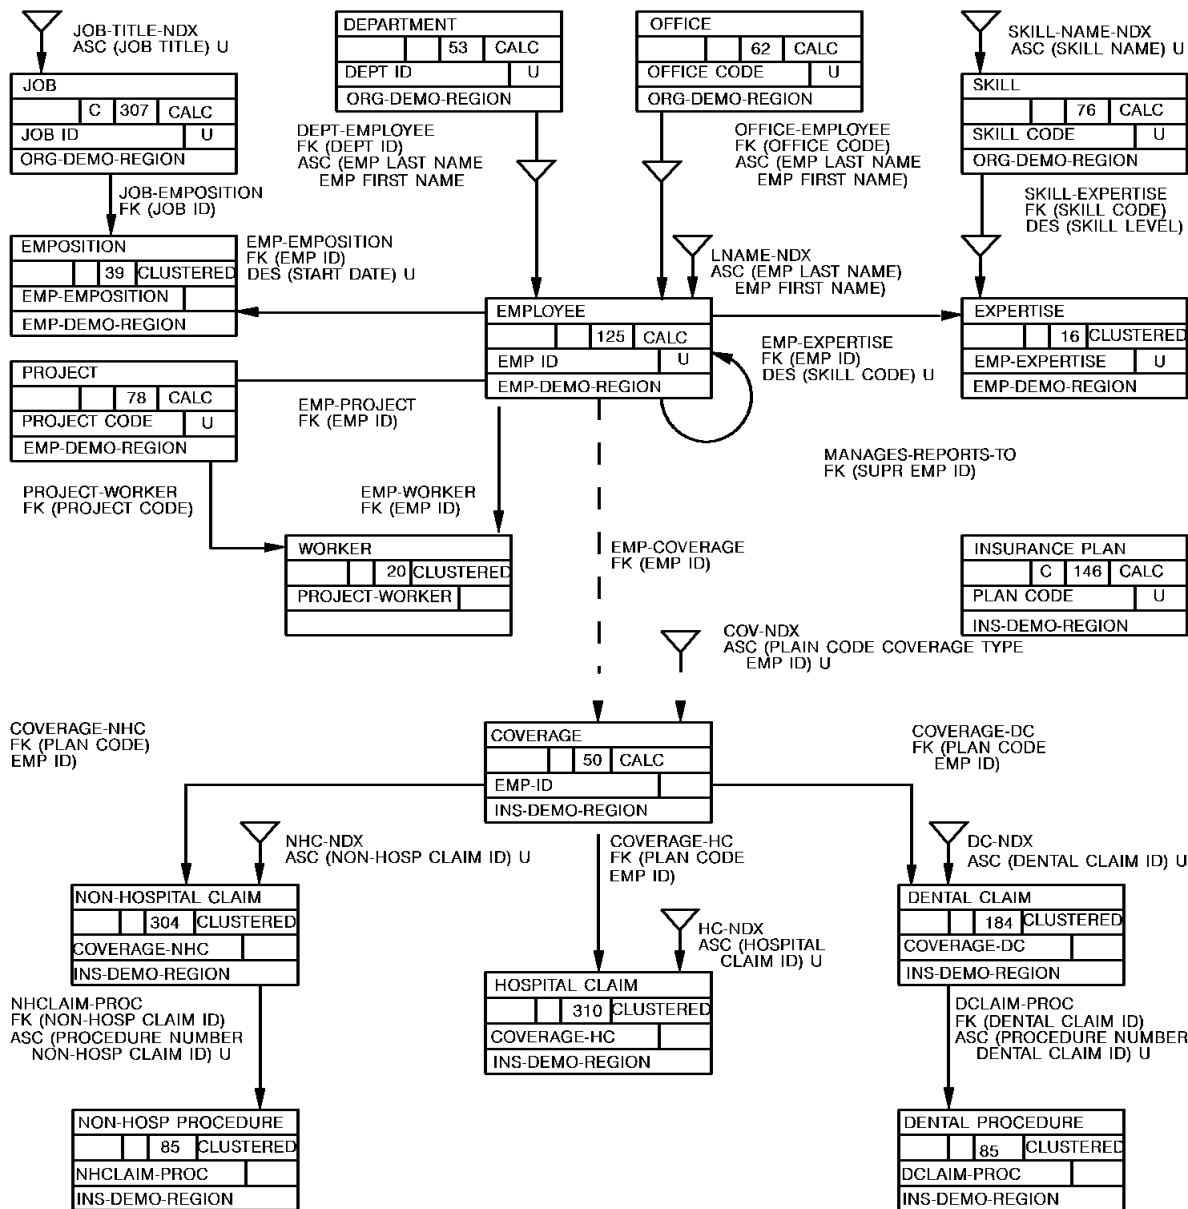 JOB-TITLE-NDX
ASC (JOB TITLE) U
JOB
C 307 CALC
JOB ID U
ORG-DEMO-REGION
DEPARTMENT
53 CALC
DEPT ID U
ORG-DEMO-REGION
OFFICE
62 CALC
OFFICE CODE U
ORG-DEMO-REGION
SKILL-NAME-NDX
ASC (SKILL NAME) U
SKILL
76 CALC
SKILL CODE U
ORG-DEMO-REGION
JOB-EMPOSITION
FK (JOB ID)
DEPT-EMPLOYEE
FK (DEPT ID)
ASC (EMP LAST NAME
EMP FIRST NAME
OFFICE-EMPLOYEE
FK (OFFICE CODE)
ASC (EMP LAST NAME
EMP FIRST NAME)
SKILL-EXPERTISE
FK (SKILL CODE)
DES (SKILL LEVEL)
EMPOSITION
39 CLUSTERED
EMP-EMPOSITION
EMP-DEMO-REGION
EMP-EMPOSITION
FK (EMP ID)
DES (START DATE) U
LNAME-NDX
ASC (EMP LAST NAME)
EMP FIRST NAME)
EMPLOYEE
125 CALC
EMP ID U
EMP-DEMO-REGION
EXPERTISE
16 CLUSTERED
EMP-EXPERTISE U
EMP-DEMO-REGION
EMP-EXPERTISE
FK (EMP ID)
DES (SKILL CODE) U
PROJECT
78 CALC
PROJECT CODE U
EMP-DEMO-REGION
EMP-PROJECT
FK (EMP ID)
MANAGES-REPORTS-TO
FK (SUPR EMP ID)
PROJECT-WORKER
FK (PROJECT CODE)
EMP-WORKER
FK (EMP ID)
WORKER
20 CLUSTERED
PROJECT-WORKER
EMP-COVERAGE
FK (EMP ID)
INSURANCE PLAN
C 146 CALC
PLAN CODE U
INS-DEMO-REGION
COV-NDX
ASC (PLAIN CODE COVERAGE TYPE
EMP ID) U
COVERAGE-NHC
FK (PLAN CODE)
EMP ID)
COVERAGE
50 CALC
EMP-ID
INS-DEMO-REGION
COVERAGE-DC
FK (PLAN CODE
EMP ID)
NHC-NDX
ASC (NON-HOSP CLAIM ID) U
COVERAGE-HC
FK (PLAN CODE
EMP ID)
DC-NDX
ASC (DENTAL CLAIM ID) U
NON-HOSPITAL CLAIM
304 CLUSTERED
COVERAGE-NHC
INS-DEMO-REGION
HC-NDX
ASC (HOSPITAL
CLAIM ID) U
DENTAL CLAIM
184 CLUSTERED
COVERAGE-DC
INS-DEMO-REGION
HOSPITAL CLAIM
310 CLUSTERED
COVERAGE-HC
INS-DEMO-REGION
NHCLAIM-PROC
FK (NON-HOSP CLAIM ID)
ASC (PROCEDURE NUMBER
NON-HOSP CLAIM ID) U
DCLAIM-PROC
FK (DENTAL CLAIM ID)
ASC (PROCEDURE NUMBER
DENTAL CLAIM ID) U
NON-HOSP PROCEDURE
85 CLUSTERED
NHCLAIM-PROC
INS-DEMO-REGION
DENTAL PROCEDURE
85 CLUSTERED
DCLAIM-PROC
INS-DEMO-REGION